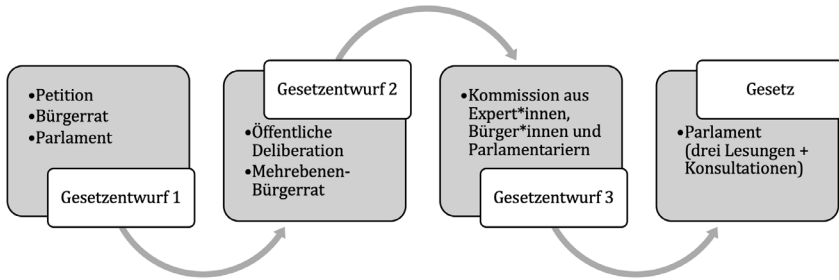 •Petition
•Bürgerrat
•Parlament
Gesetzentwurf 1
Gesetzentwurf 2
•Öffentliche
Deliberation
•Mehrebenen-
Bürgerrat
•Kommission aus
Expert*innen,
Bürger*innen und
Parlamentariern
Gesetzentwurf 3
Gesetz
•Parlament
(drei Lesungen +
Konsultationen)